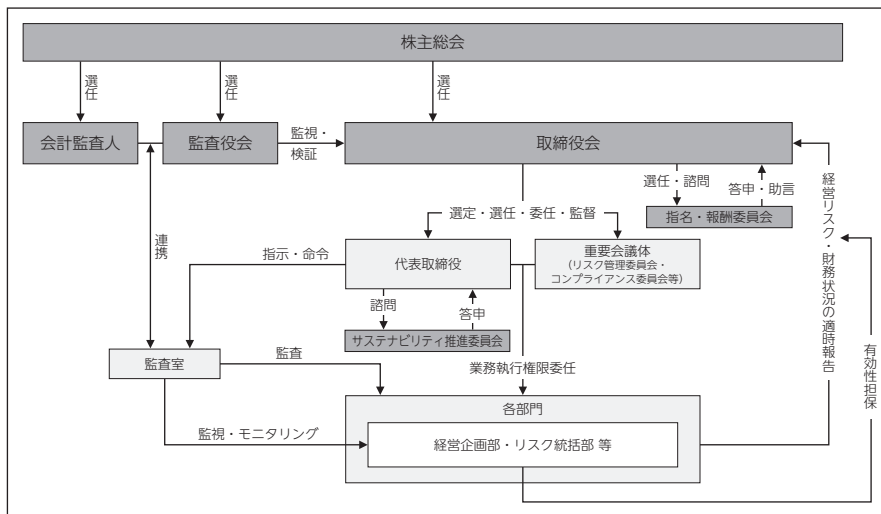 株主総会
選任
選任
選任
会計監査人
監査役会
監視・
検証
取締役会
選任・諮問
答申・助言
指名・報酬委員会
選定・選任・委任・監督
連携
指示・命令
代表取締役
重要会議体
(リスク管理委員会・
コンプライアンス委員会等)
諮問
答申
サステナビリティ推進委員会
監査室
監査
業務執行権限委任
各部門
監視・モニタリング
経営企画部・リスク統括部 等
経営リスク・財務状況の適時報告
有効性担保